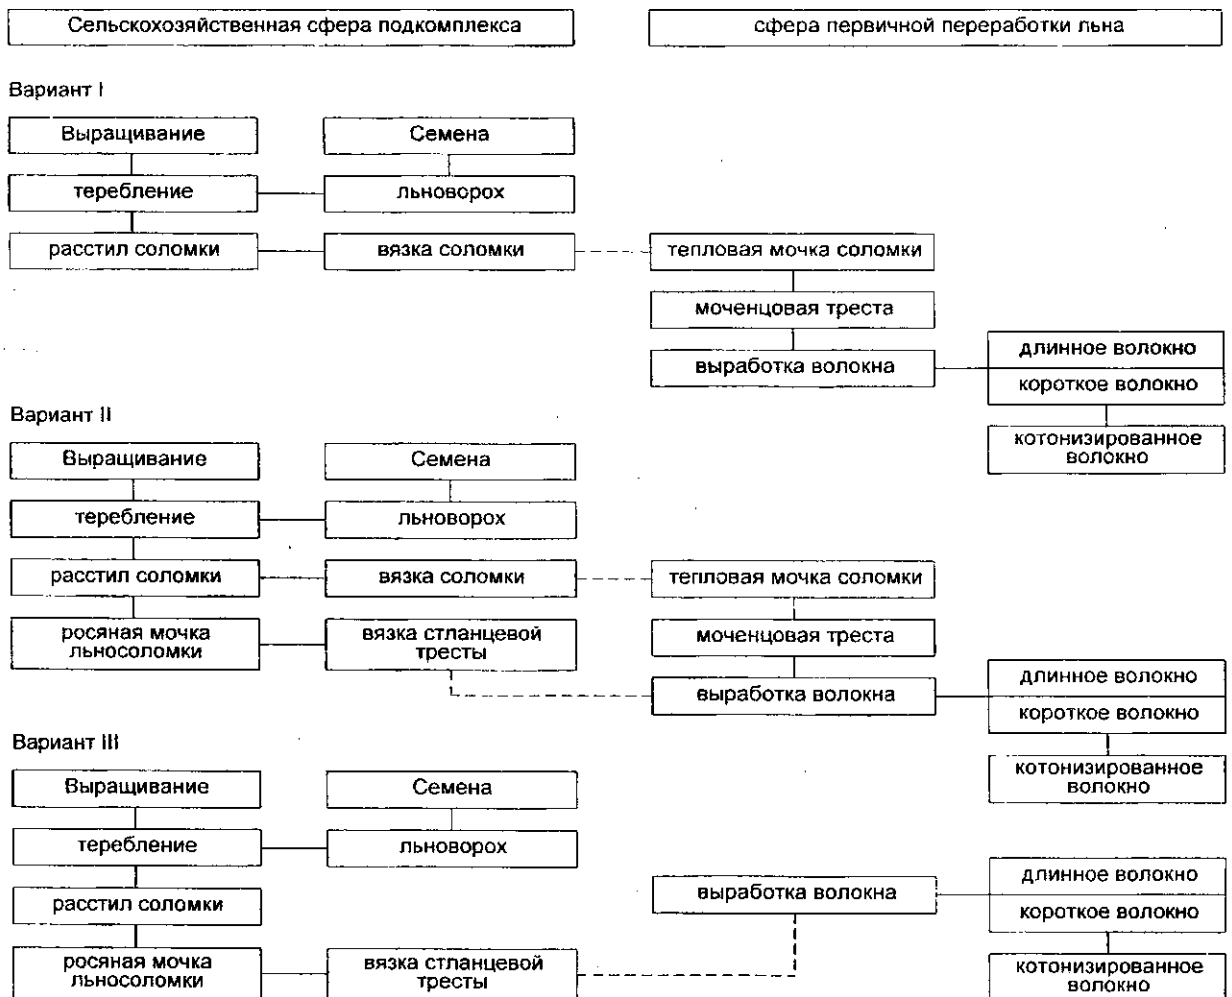 Сельскохозяйственная сфера подкомплекса
сфера первичной переработки льна
Вариант I
Выращивание
Семена
теребление
льноворох
расстил соломки
вязка соломки
тепловая мочка соломки
моченцовая треста
выработка волокна
длинное волокно
короткое волокно
котонизированное
волокно
Вариант II
Выращивание
Семена
теребление
льноворох
расстил соломки
вязка соломки
тепловая мочка соломки
росяная мочка
льносоломки
вязка стланцевой
тресты
моченцовая треста
выработка волокна
длинное волокно
короткое волокно
котонизированное
волокно
Вариант III
Выращивание
Семена
теребление
льноворох
расстил соломки
выработка волокна
длинное волокно
короткое волокно
росяная мочка
льносоломки
вязка стланцевой
тресты
котонизированное
волокно